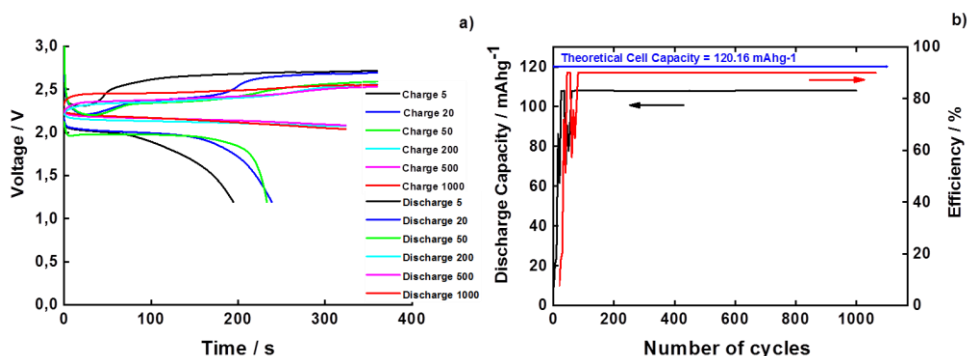 a)
3,0
2,5
2,0
1,5
1,0
0,5
0,0
Voltage / V
0 100 200 300 400
Time / s
Charge 5
Charge 20
Charge 50
Charge 200
Charge 500
Charge 1000
Discharge 5
Discharge 20
Discharge 50
Discharge 200
Discharge 500
Discharge 1000
b)
Theoretical Cell Capacity = 120.16 mAhg-1
120
100
80
60
40
20
0
Discharge Capacity / mAhg-1
100
80
60
40
20
0
Efficiency / %
0 200 400 600 800 1000
Number of cycles